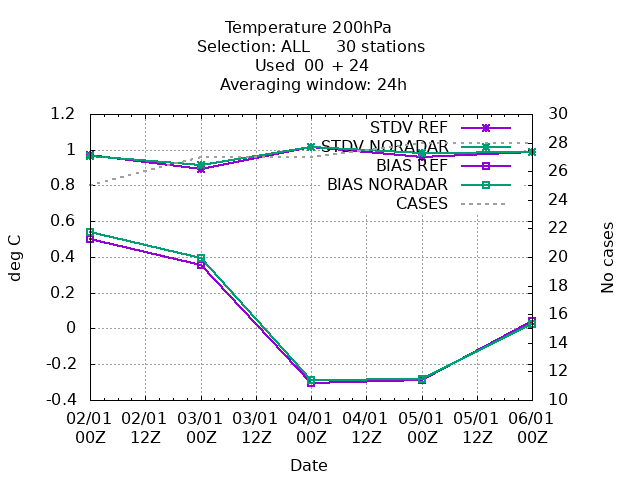 Temperature 200hPa
Selection: ALL 30 stations
Used 00 + 24
Averaging window: 24h
STDV REF
STDV NORADAR
BIAS REF
BIAS NORADAR
CASES
deg C
1.2
1
0.8
0.6
0.4
0.2
0
-0.2
-0.4
No cases
30
28
26
24
22
20
18
16
14
12
10
02/01 02/01 03/01 03/01 04/01 04/01 05/01 05/01 06/01
00Z 12Z 00Z 12Z 00Z 12Z 00Z 12Z 00Z
Date